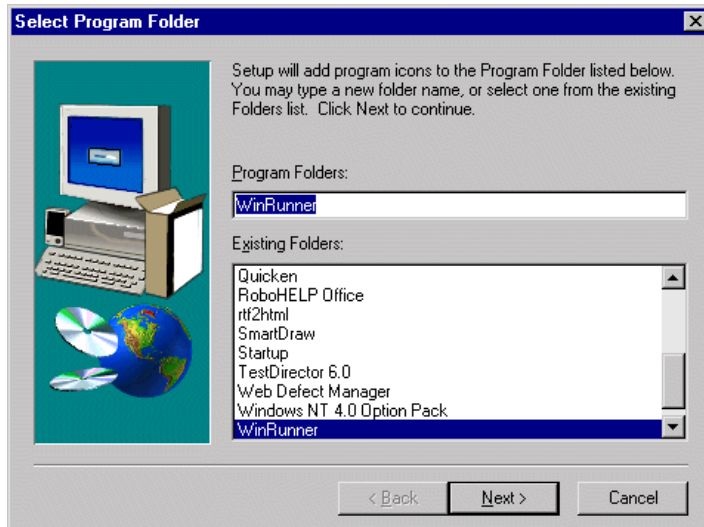 Select Program Folder
Setup will add program icons to the Program Folder listed below.
You may type a new folder name, or select one from the existing
Folders list. Click Next to continue.
Program Folders:
WinRunner
Existing Folders:
Quicken
RoboHELP Office
rtf2html
SmartDraw
Startup
TestDirector 6.0
Web Defect Manager
Windows NT 4.0 Option Pack
WinRunner
< Back
Next >
Cancel